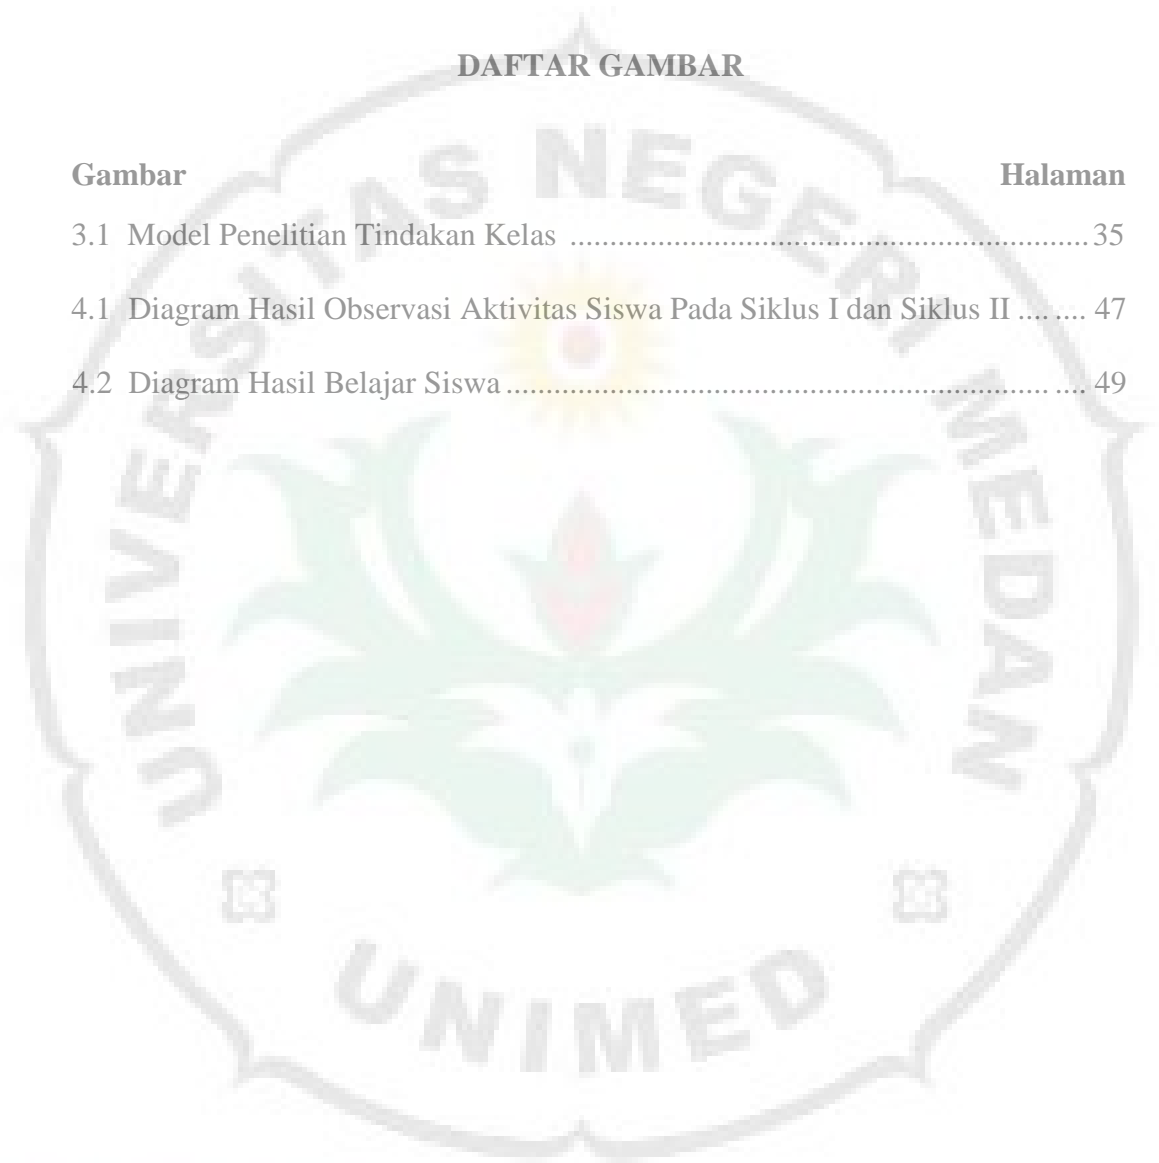 DAFTAR GAMBAR
Gambar Halaman
3.1 Model Penelitian Tindakan Kelas ................................................................ 35
4.1 Diagram Hasil Observasi Aktivitas Siswa Pada Siklus I dan Siklus II ........ 47
4.2 Diagram Hasil Belajar Siswa ................................................................... .... 49
UNIVERSITAS NEGERI MEDAN
UNIMED